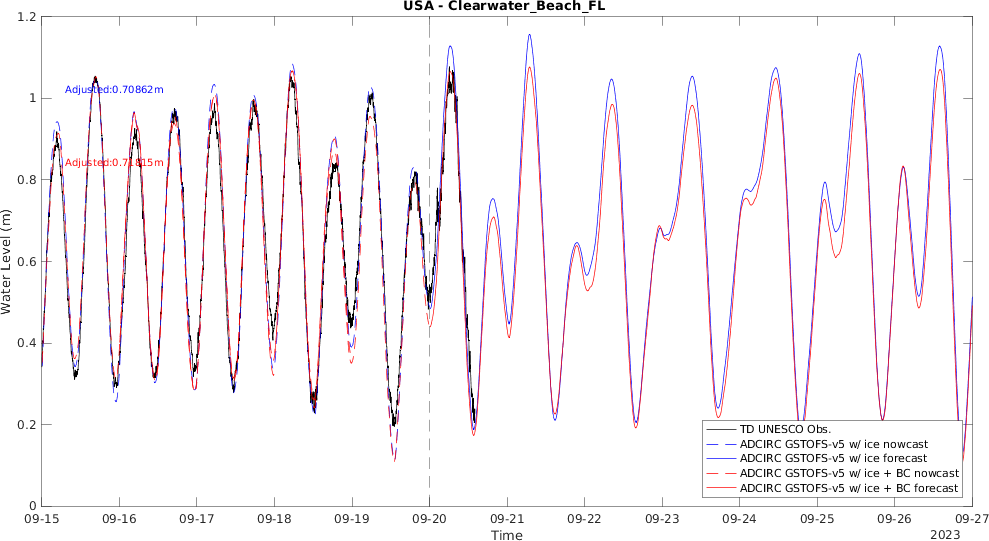 USA - Clearwater_Beach_FL
1.2
1
0.8
0.6
0.4
0.2
0
Water Level (m)
Adjusted:0.70862m
Adjusted:0.71815m
TD UNESCO Obs.
ADCIRC GSTOFS-v5 w/ ice nowcast
ADCIRC GSTOFS-v5 w/ ice forecast
ADCIRC GSTOFS-v5 w/ ice + BC nowcast
ADCIRC GSTOFS-v5 w/ ice + BC forecast
09-15 09-16 09-17 09-18 09-19 09-20 09-21 09-22 09-23 09-24 09-25 09-26 09-27
Time
2023